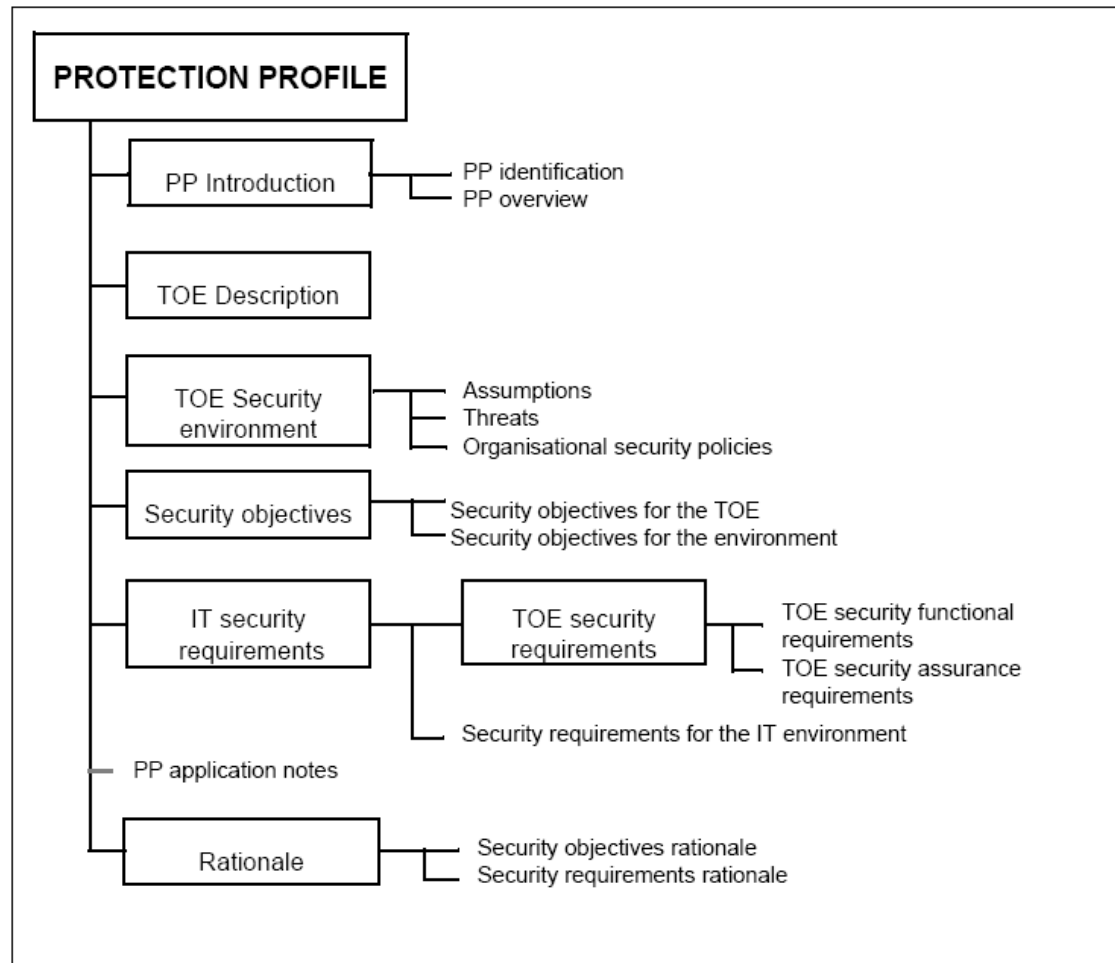 PROTECTION PROFILE
PP Introduction
PP identification
PP overview
TOE Description
TOE Security
environment
Assumptions
Threats
Organisational security policies
Security objectives
Security objectives for the TOE
Security objectives for the environment
IT security
requirements
TOE security
requirements
TOE security functional
requirements
TOE security assurance
requirements
Security requirements for the IT environment
PP application notes
Rationale
Security objectives rationale
Security requirements rationale